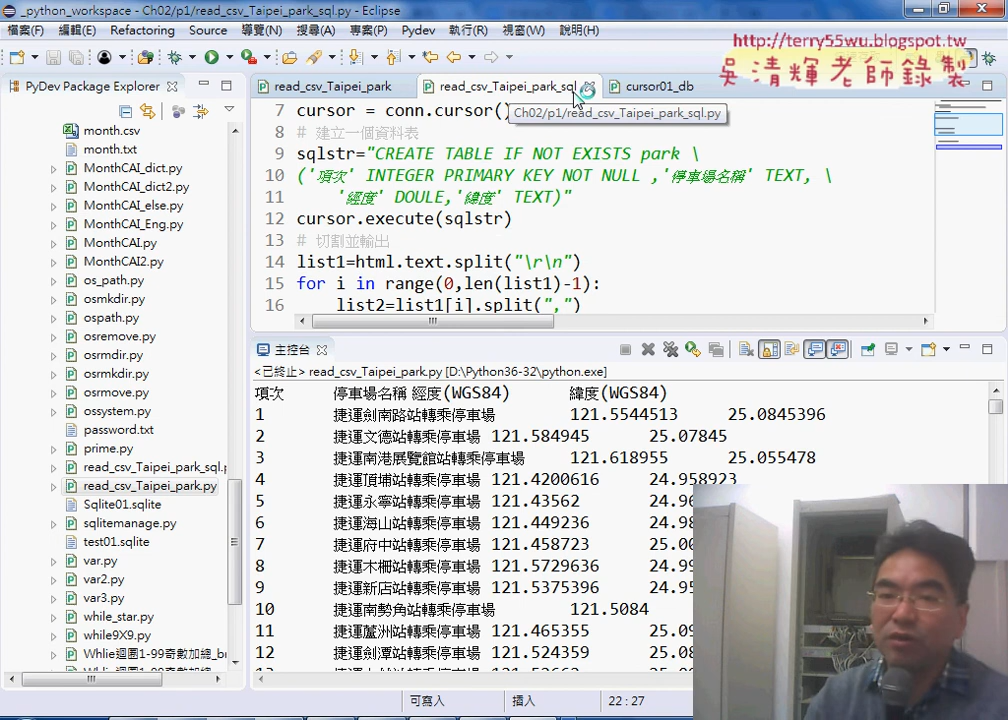 _python_workspace - Ch02/p1/read_csv_Taipei_park_sql.py - Eclipse
檔案(F) 編輯(E) Refactoring Source 導覽(N) 搜尋(A) 專案(P) Pydev 執行(R) 視窗(W) 說明(H)
http://terry55wu.blogspot.tw
吳清輝老師錄製
PyDev Package Explorer
read_csv_Taipei_park
read_csv_Taipei_park_sql
cursor01_db
Ch02/p1/read_csv_Taipei_park_sql.py
month.csv
month.txt
MonthCAI_dict.py
MonthCAI_dict2.py
MonthCAI_else.py
MonthCAI_Eng.py
MonthCAI.py
MonthCAI2.py
os_path.py
osmkdir.py
ospath.py
osremove.py
osrmdir.py
osrmkdir.py
osrmove.py
ossystem.py
password.txt
prime.py
read_csv_Taipei_park_sql.p
read_csv_Taipei_park.py
Sqlite01.sqlite
sqlitemanage.py
test01.sqlite
var.py
var2.py
var3.py
while_star.py
while9X9.py
Whlie迴圈1-99奇數加總_br
7 cursor = conn.cursor()
8 # 建立一個資料表
9 sqlstr="CREATE TABLE IF NOT EXISTS park \
10 ('項次' INTEGER PRIMARY KEY NOT NULL ,'停車場名稱' TEXT, \
11 '經度' DOULE,'緯度' TEXT)"
12 cursor.execute(sqlstr)
13 # 切割並輸出
14 list1=html.text.split("\r\n")
15 for i in range(0,len(list1)-1):
16 list2=list1[i].split(",")
主控台
<已終止> read_csv_Taipei_park.py [D:\Python36-32\python.exe]
項次 停車場名稱 經度(WGS84) 緯度(WGS84)
1 捷運劍南路站轉乘停車場 121.5544513 25.0845396
2 捷運文德站轉乘停車場 121.584945 25.07845
3 捷運南港展覽館站轉乘停車場 121.618955 25.055478
4 捷運頂埔站轉乘停車場 121.4200616 24.958923
5 捷運永寧站轉乘停車場 121.43562 24.96
6 捷運海山站轉乘停車場 121.449236 24.98
7 捷運府中站轉乘停車場 121.458723 25.00
8 捷運木柵站轉乘停車場 121.5729636 24.99
9 捷運新店站轉乘停車場 121.5375396 24.95
10 捷運南勢角站轉乘停車場 121.5084
11 捷運蘆洲站轉乘停車場 121.465355 25.09
12 捷運劍潭站轉乘停車場 121.524359 25.08
可寫入 插入 22 : 27